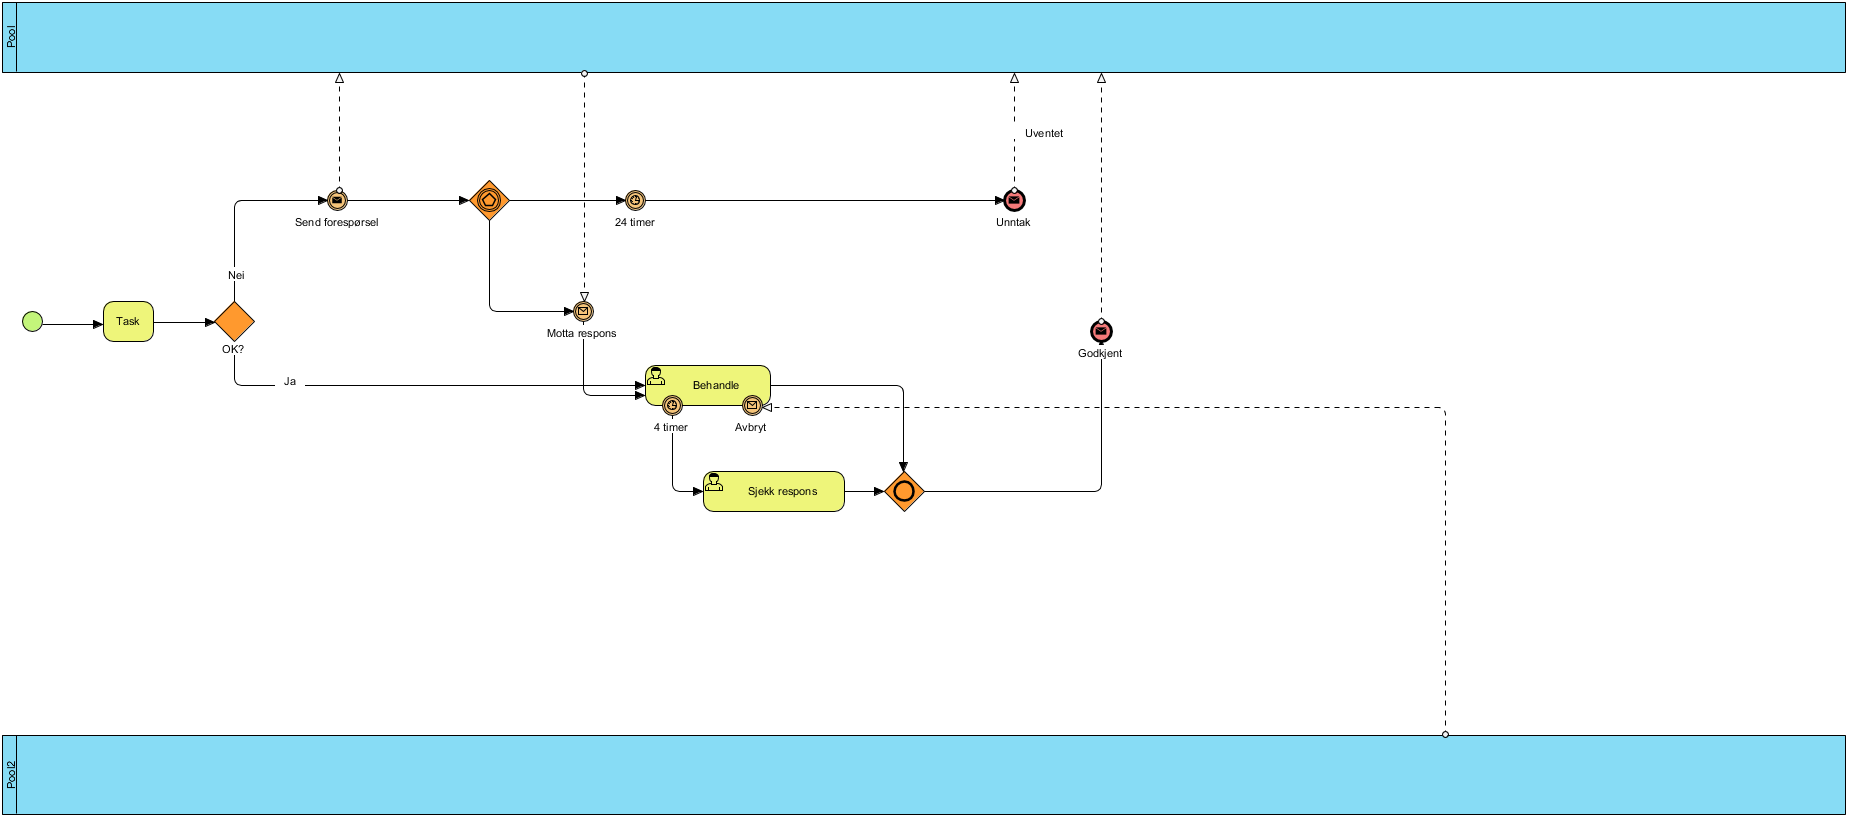 Pool
Uventet
Send forespørsel
24 timer
Unntak
Nei
Task
OK?
Motta respons
Godkjent
Ja
Behandle
4 timer
Avbryt
Sjekk respons
Pool2